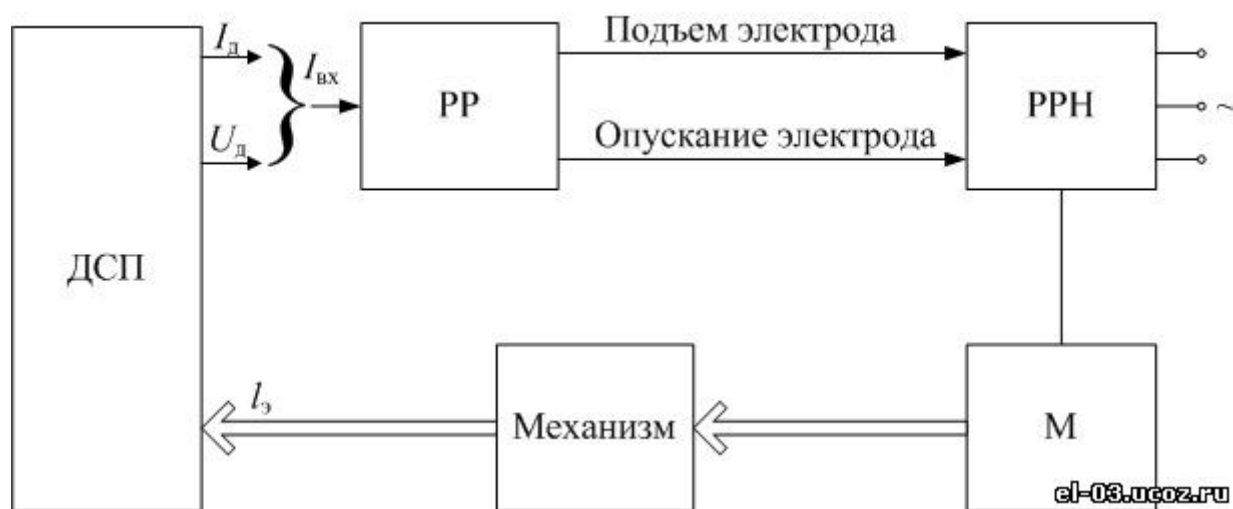 Iд
Iвх
Uд
РР
Подъем электрода
Опускание электрода
РРН
~
ДСП
lэ
Механизм
М
el-03.ucoz.ru